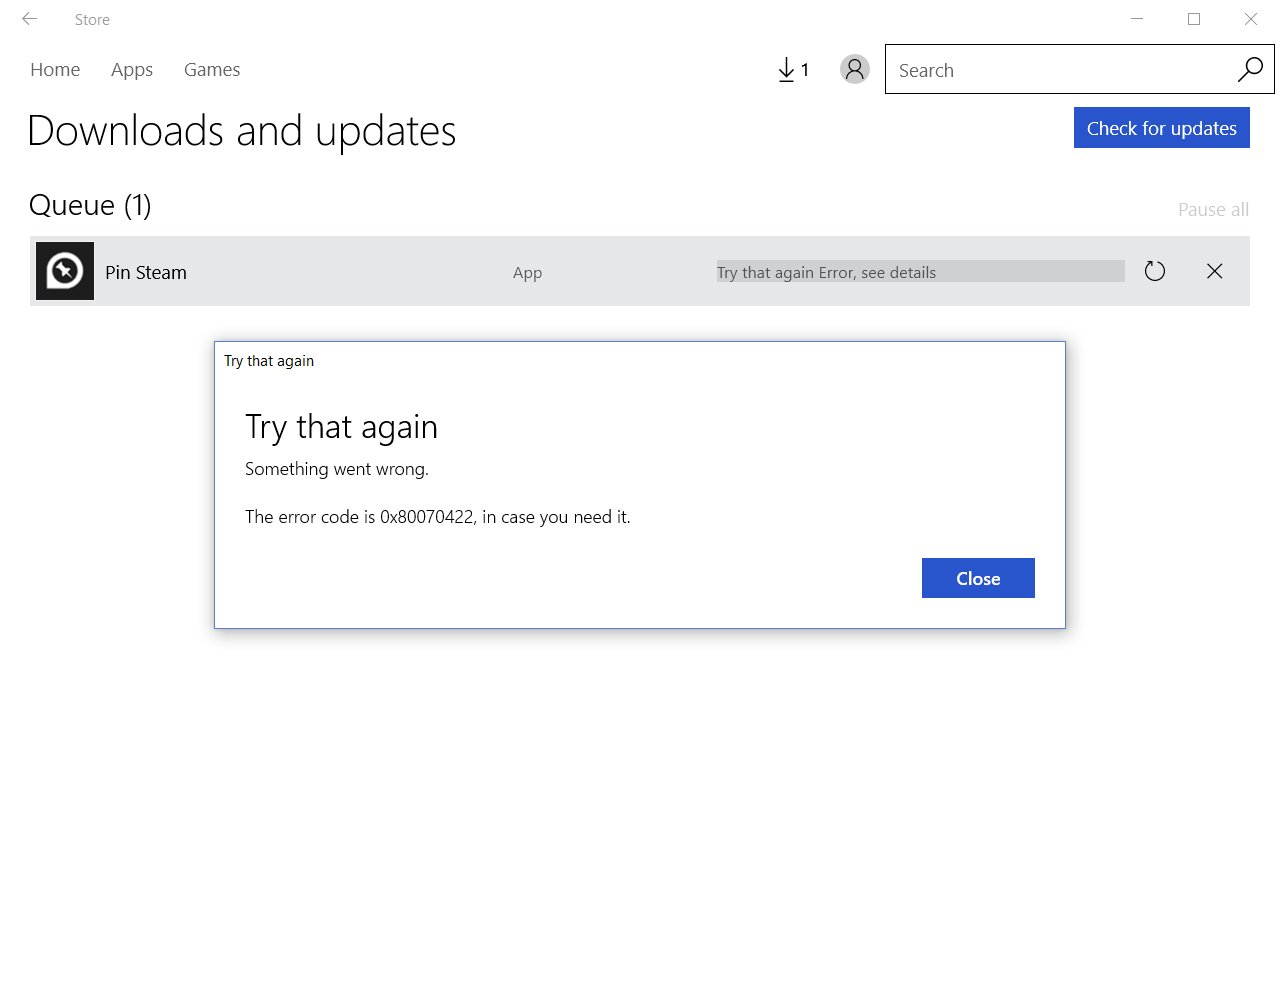 Store
Home Apps Games 1 Search
Downloads and updates Check for updates
Queue (1) Pause all
Pin Steam App Try that again Error, see details
Try that again
Try that again
Something went wrong.
The error code is 0x80070422, in case you need it.
Close